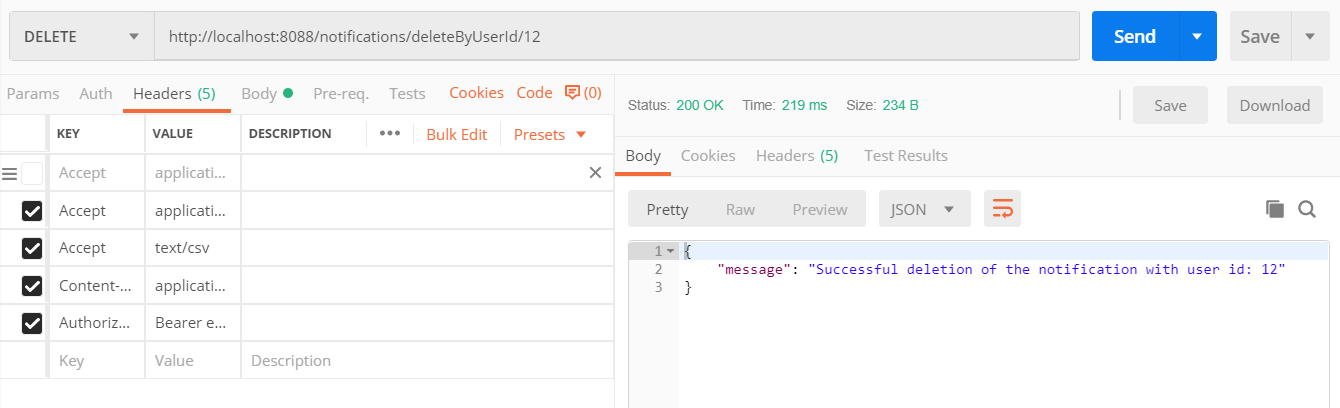 DELETE http://localhost:8088/notifications/deleteByUserId/12 Send Save
Params Auth Headers (5) Body Pre-req. Tests Cookies Code (0)
KEY VALUE DESCRIPTION ••• Bulk Edit Presets
Accept applicati...
Accept applicati...
Accept text/csv
Content-... applicati...
Authoriz... Bearer e...
Key Value Description
Status: 200 OK Time: 219 ms Size: 234 B Save Download
Body Cookies Headers (5) Test Results
Pretty Raw Preview JSON
1 {
2 "message": "Successful deletion of the notification with user id: 12"
3 }